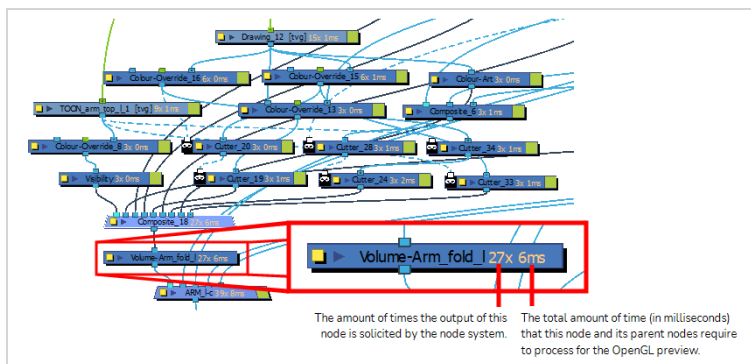 Drawing_12 [tvg] 15x 1ms
Colour-Override_16 6x 0ms
Colour-Override_15 6x 1ms
Colour-Art 3x 0ms
TOON_arm_top_l_1 [tvg] 9x 1ms
Colour-Override_13 3x 0ms
Composite_6 3x 1ms
Colour-Override_8 3x 0ms
Cutter_20 3x 0ms
Cutter_28 3x 1ms
Cutter_34 3x 1ms
Visibility 3x 0ms
Cutter_19 3x 1ms
Cutter_24 3x 2ms
Cutter_33 3x 1ms
Composite_18 27x 6ms
Volume-Arm_fold_l 27x 6ms
Volume-Arm_fold_l 27x 6ms
ARM_l-c 39x 8ms
The amount of times the output of this
node is solicited by the node system.
The total amount of time (in milliseconds)
that this node and its parent nodes require
to process for the OpenGL preview.